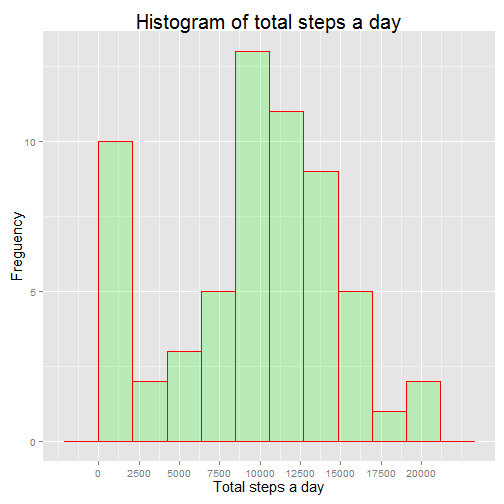 Histogram of total steps a day
Freguency
10
5
0
0 2500 5000 7500 10000 12500 15000 17500 20000
Total steps a day